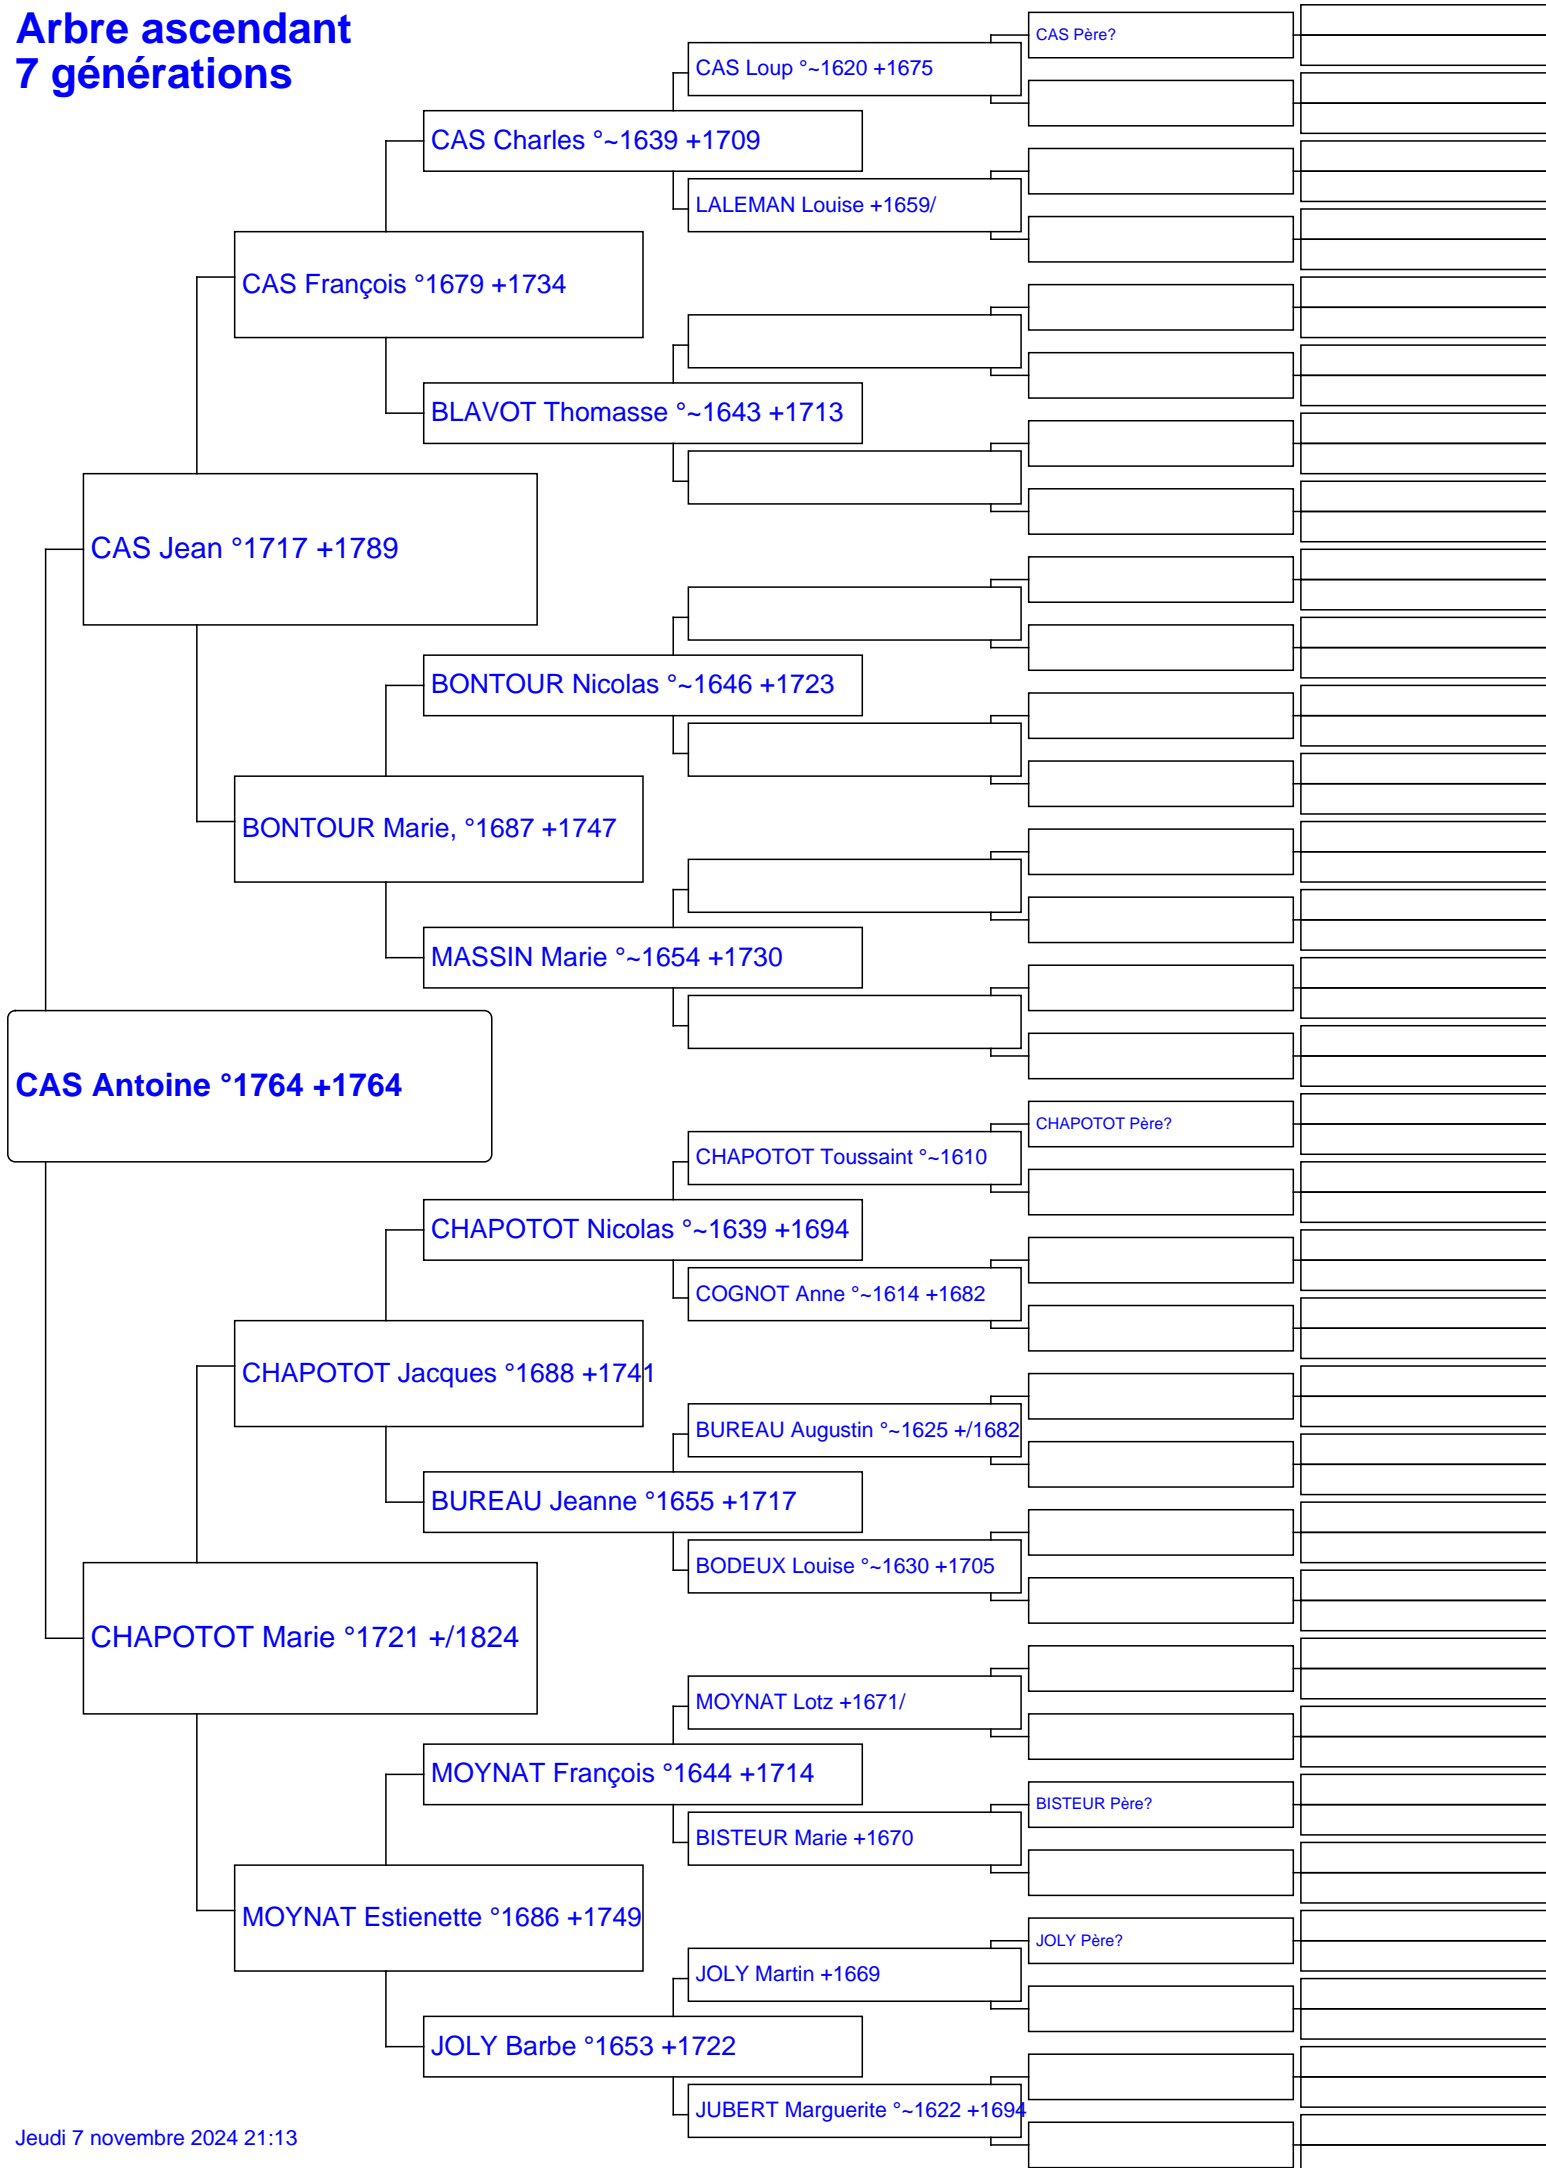 Arbre ascendant
7 générations
CAS Père?
CAS Loup °~1620 +1675
CAS Charles °~1639 +1709
LALEMAN Louise +1659/
CAS François °1679 +1734
BLAVOT Thomasse °~1643 +1713
CAS Jean °1717 +1789
BONTOUR Nicolas °~1646 +1723
BONTOUR Marie, °1687 +1747
MASSIN Marie °~1654 +1730
CAS Antoine °1764 +1764
CHAPOTOT Père?
CHAPOTOT Toussaint °~1610
CHAPOTOT Nicolas °~1639 +1694
COGNOT Anne °~1614 +1682
CHAPOTOT Jacques °1688 +1741
BUREAU Augustin °~1625 +/1682
BUREAU Jeanne °1655 +1717
BODEUX Louise °~1630 +1705
CHAPOTOT Marie °1721 +/1824
MOYNAT Lotz +1671/
MOYNAT François °1644 +1714
BISTEUR Père?
BISTEUR Marie +1670
MOYNAT Estienette °1686 +1749
JOLY Père?
JOLY Martin +1669
JOLY Barbe °1653 +1722
JUBERT Marguerite °~1622 +1694
Jeudi 7 novembre 2024 21:13